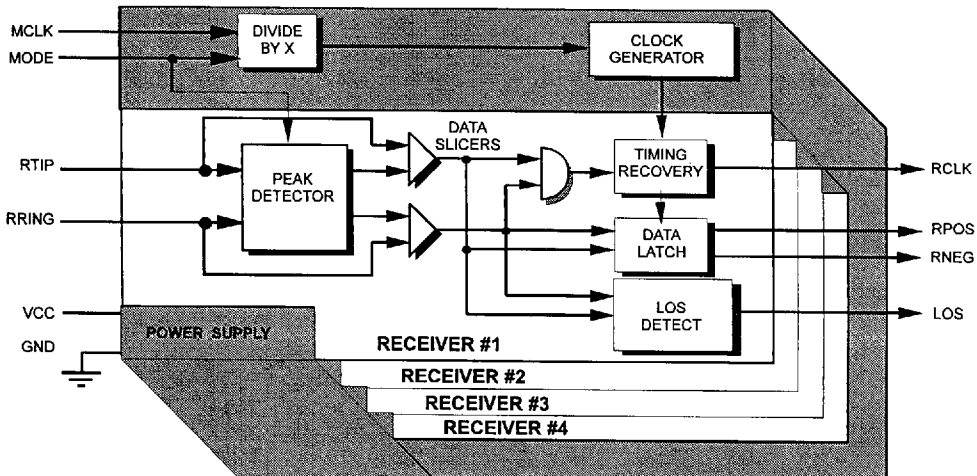 MCLK
MODE
DIVIDE
BY X
CLOCK
GENERATOR
DATA
SLICERS
RTIP
PEAK
DETECTOR
TIMING
RECOVERY
RCLK
RRING
DATA
LATCH
RPOS
RNEG
VCC
POWER SUPPLY
LOS
DETECT
LOS
GND
RECEIVER #1
RECEIVER #2
RECEIVER #3
RECEIVER #4